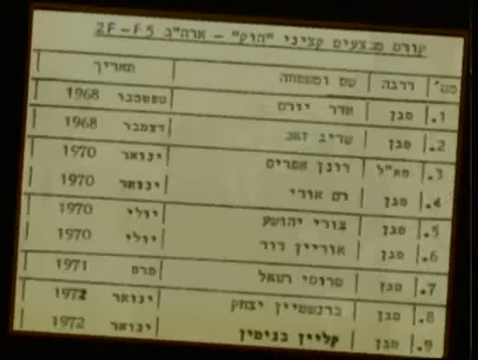 קורס מבצעים קציני "הוק" - ארה"ב 2F-F5
מס' דרגה שם ומשפחה תאריך
1. סגן אדר יורם ספטמבר 1968
2. סגן שריג זאב דצמבר 1968
3. סא"ל רונן אפרים ינואר 1970
4. סגן רם אורי ינואר 1970
5. סגן צורי יהושע יולי 1970
6. סגן אוריין דוד יולי 1970
7. סגן רפאל מרס 1971
8. סגן ברנשטיין יצחק ינואר 1972
9. סגן קליין בנימין ינואר 1972